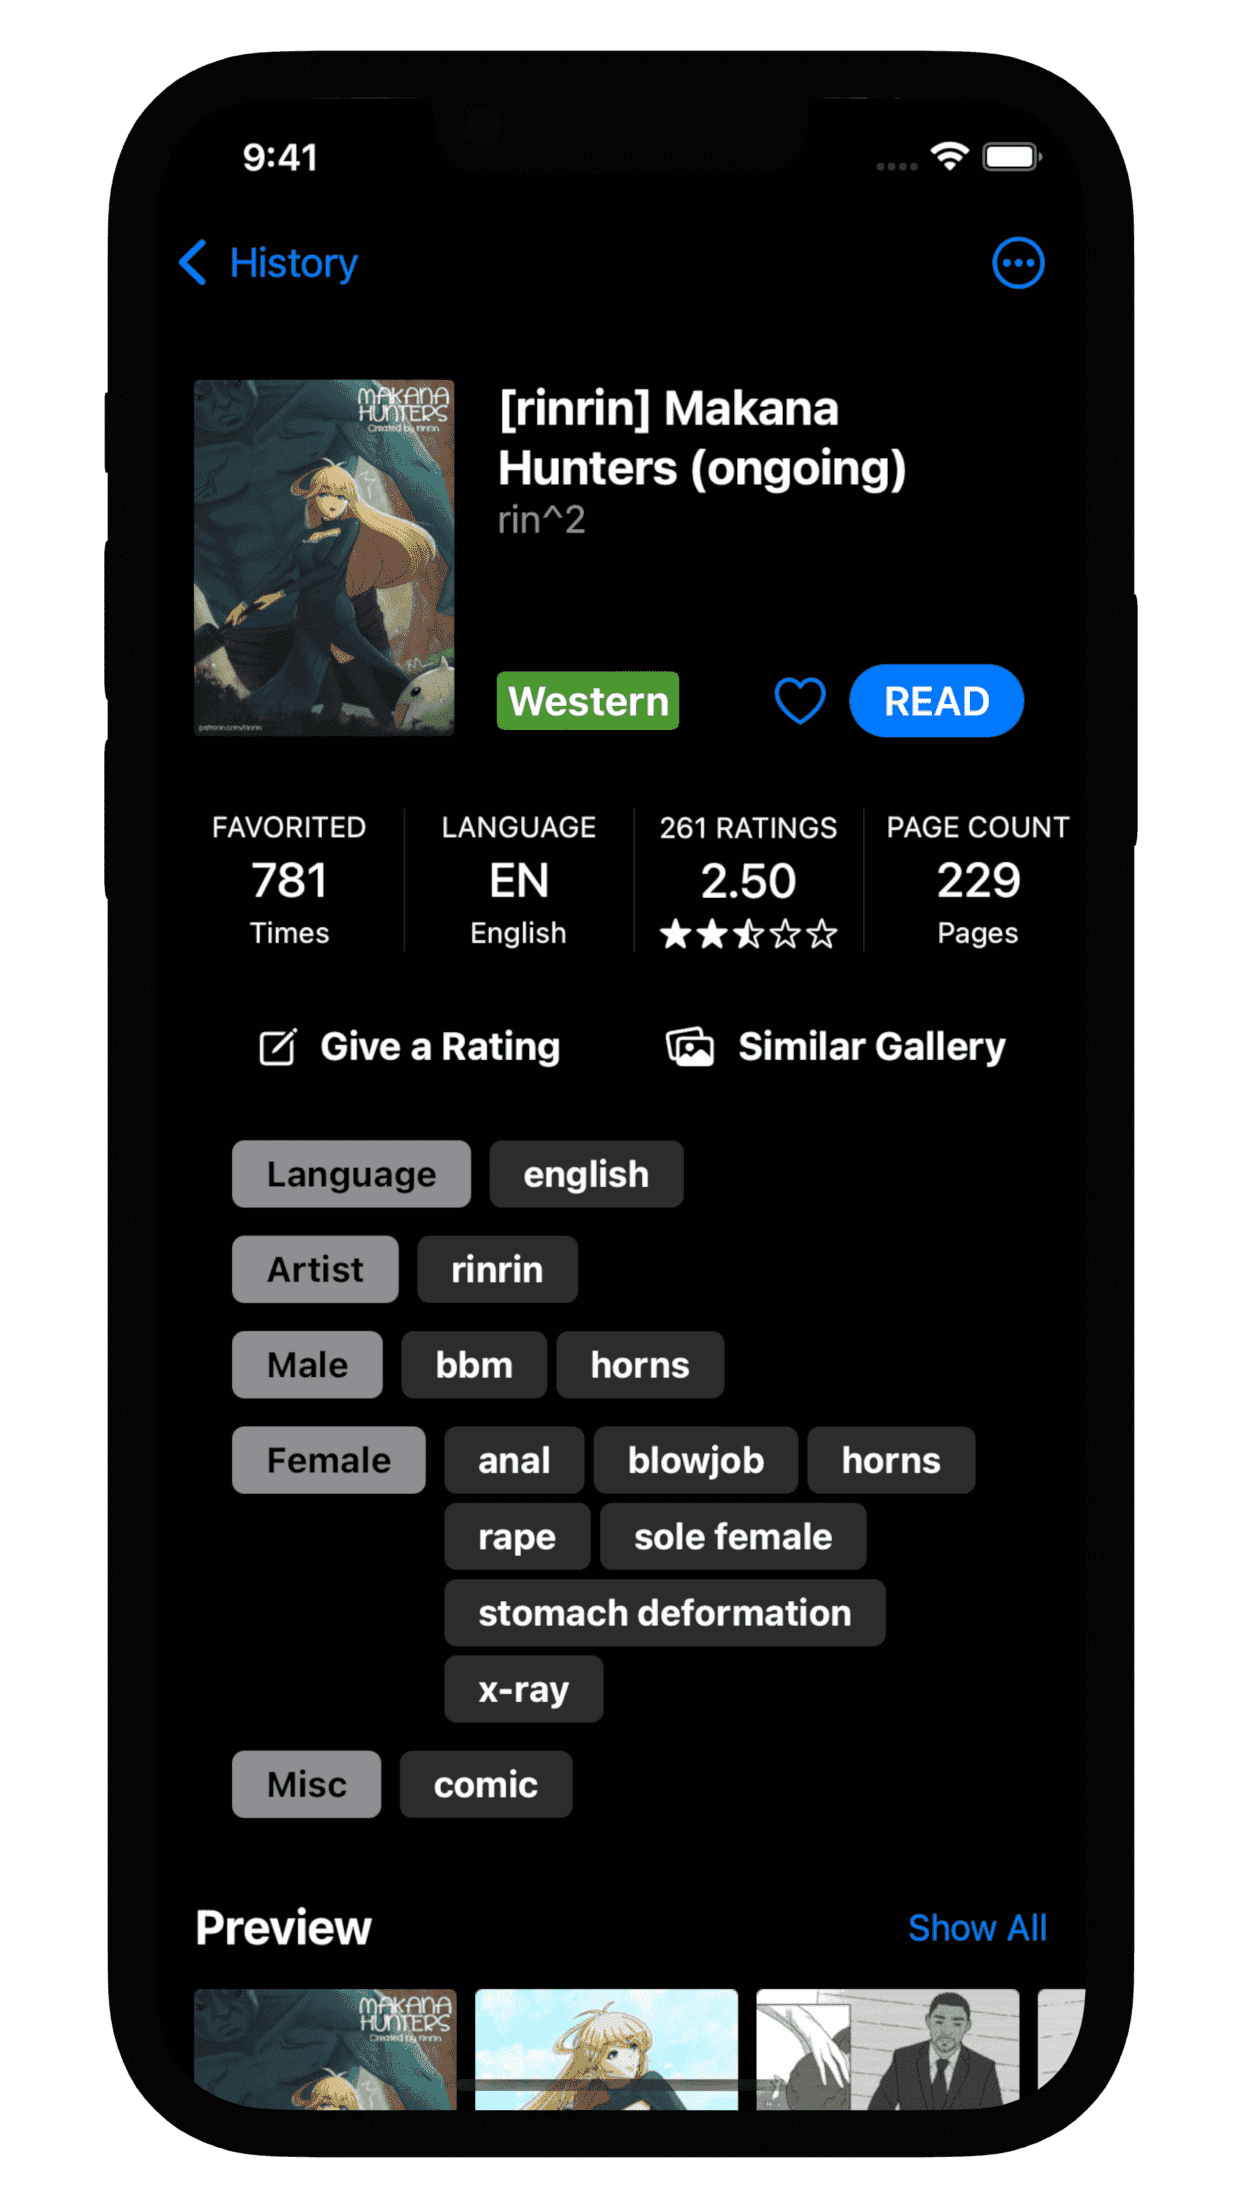 9:41
History
MAKANA
HUNTERS
Created by rinrin
patreon.com/rinrin
[rinrin] Makana
Hunters (ongoing)
rin^2
Western
READ
FAVORITED
781
Times
LANGUAGE
EN
English
261 RATINGS
2.50
PAGE COUNT
229
Pages
Give a Rating
Similar Gallery
Language english
Artist rinrin
Male bbm horns
Female anal blowjob horns
rape sole female
stomach deformation
x-ray
Misc comic
Preview
Show All
MAKANA
HUNTERS
Created by rinrin